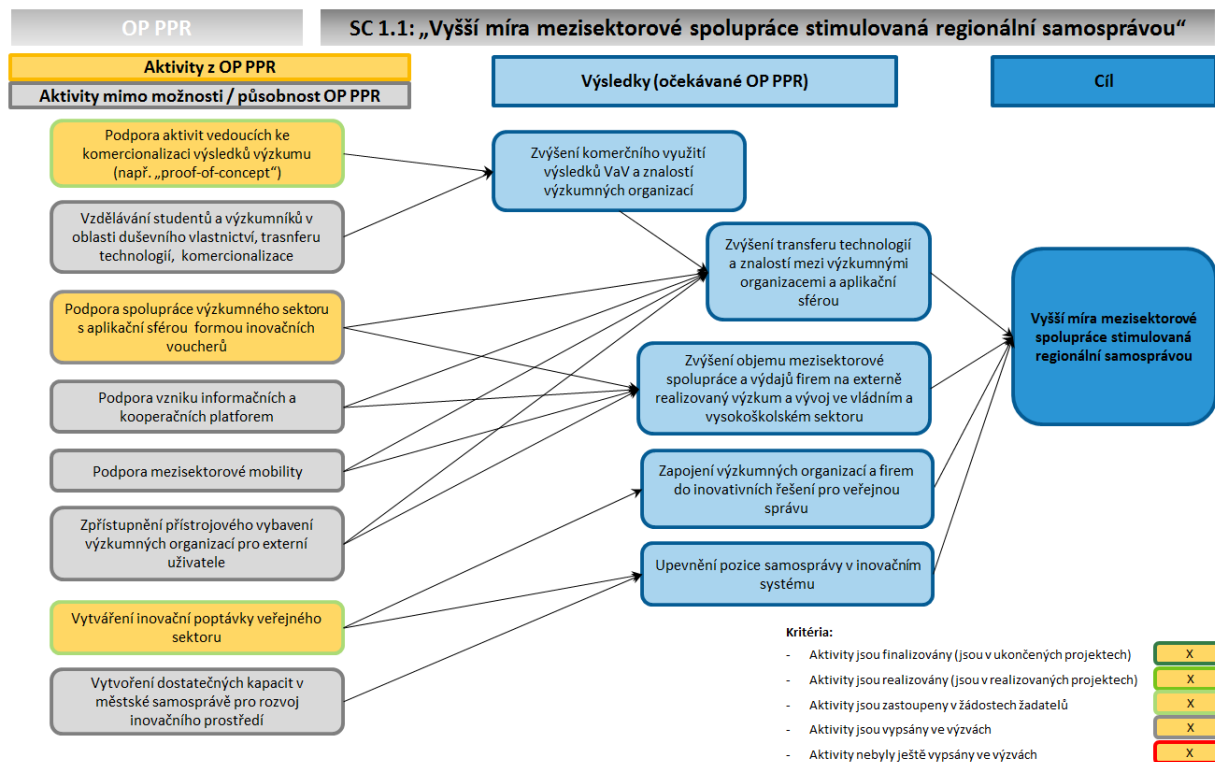 OP PPR
SC 1.1: „Vyšší míra mezisektorové spolupráce stimulovaná regionální samosprávou“
Aktivity z OP PPR
Aktivity mimo možnosti / působnost OP PPR
Výsledky (očekávané OP PPR)
Cíl
Podpora aktivit vedoucích ke
komercionalizaci výsledků výzkumu
(např. „proof-of-concept“)
Vzdělávání studentů a výzkumníků v
oblasti duševního vlastnictví, trasnferu
technologií, komercionalizace
Podpora spolupráce výzkumného sektoru
s aplikační sférou formou inovačních
voucherů
Podpora vzniku informačních a
kooperačních platforem
Podpora mezisektorové mobility
Zpřístupnění přístrojového vybavení
výzkumných organizací pro externí
uživatele
Vytváření inovační poptávky veřejného
sektoru
Vytvoření dostatečných kapacit v
městské samosprávě pro rozvoj
inovačního prostředí
Zvýšení komerčního využití
výsledků VaV a znalostí
výzkumných organizací
Zvýšení transferu technologií
a znalostí mezi výzkumnými
organizacemi a aplikační
sférou
Zvýšení objemu mezisektorové
spolupráce a výdajů firem na externě
realizovaný výzkum a vývoj ve vládním a
vysokoškolském sektoru
Zapojení výzkumných organizací a firem
do inovativních řešení pro veřejnou
správu
Upevnění pozice samosprávy v inovačním
systému
Vyšší míra mezisektorové
spolupráce stimulovaná
regionální samosprávou
Kritéria:
- Aktivity jsou finalizovány (jsou v ukončených projektech) X
- Aktivity jsou realizovány (jsou v realizovaných projektech) X
- Aktivity jsou zastoupeny v žádostech žadatelů X
- Aktivity jsou vypsány ve výzvách X
- Aktivity nebyly ještě vypsány ve výzvách X